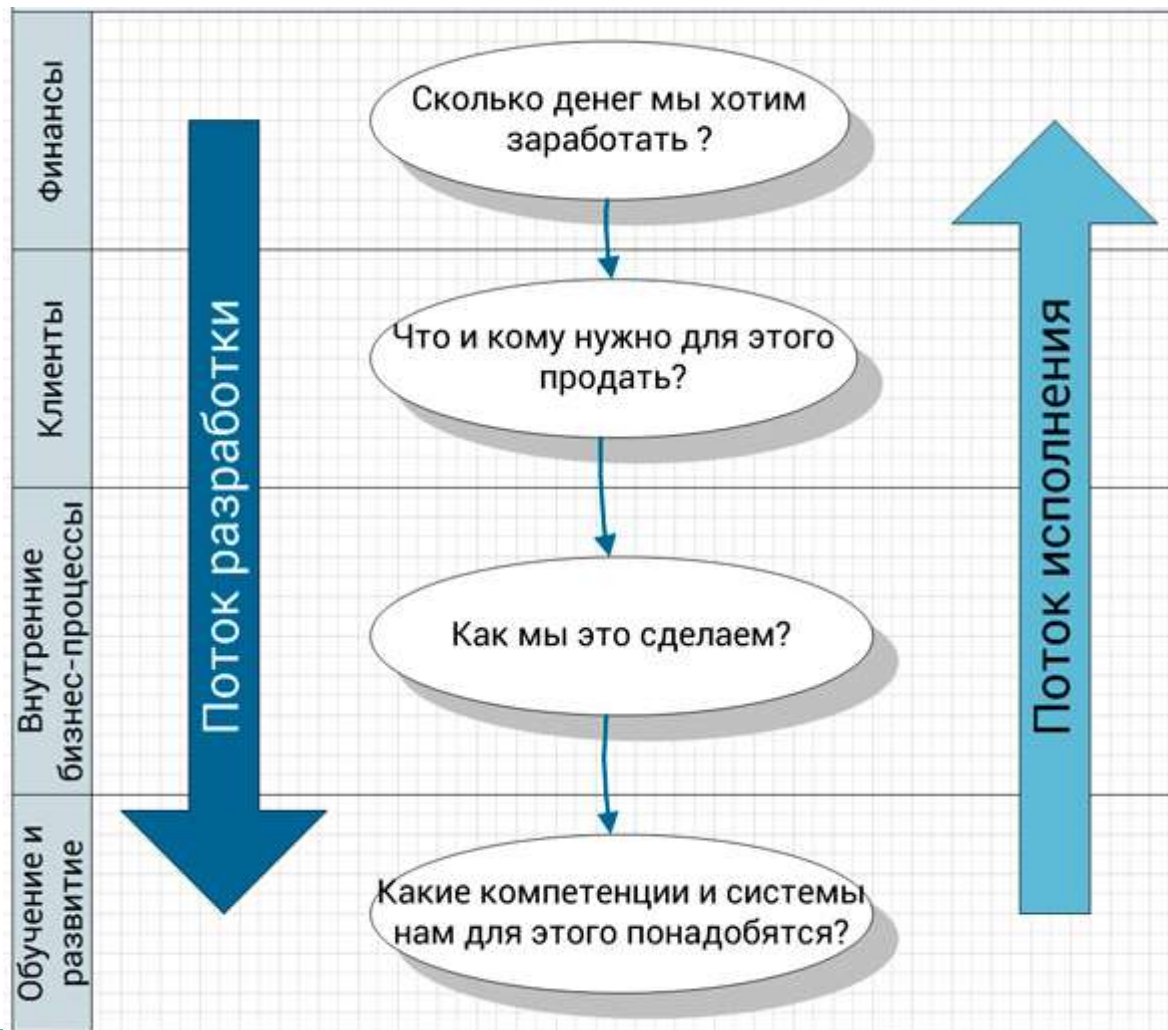 Финансы
Сколько денег мы хотим
заработать ?
Клиенты
Что и кому нужно для этого
продать?
Внутренние
бизнес-процессы
Как мы это сделаем?
Обучение и
развитие
Какие компетенции и системы
нам для этого понадобятся?
Поток разработки
Поток исполнения